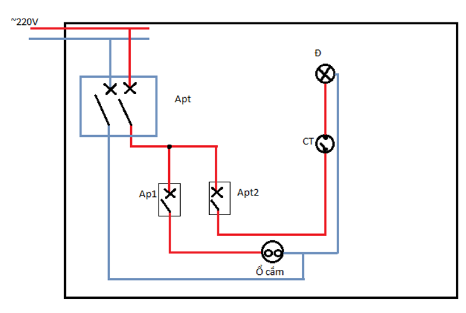 ~220V
Đ
Apt
CT
Ap1
Apt2
Ổ cắm